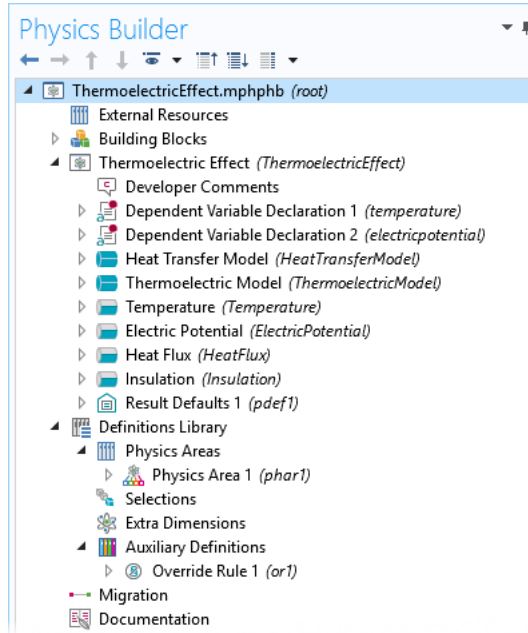 Physics Builder
ThermoelectricEffect.mphphb (root)
External Resources
Building Blocks
Thermoelectric Effect (ThermoelectricEffect)
Developer Comments
Dependent Variable Declaration 1 (temperature)
Dependent Variable Declaration 2 (electricpotential)
Heat Transfer Model (HeatTransferModel)
Thermoelectric Model (ThermoelectricModel)
Temperature (Temperature)
Electric Potential (ElectricPotential)
Heat Flux (HeatFlux)
Insulation (Insulation)
Result Defaults 1 (pdef1)
Definitions Library
Physics Areas
Physics Area 1 (phar1)
Selections
Extra Dimensions
Auxiliary Definitions
Override Rule 1 (or1)
Migration
Documentation